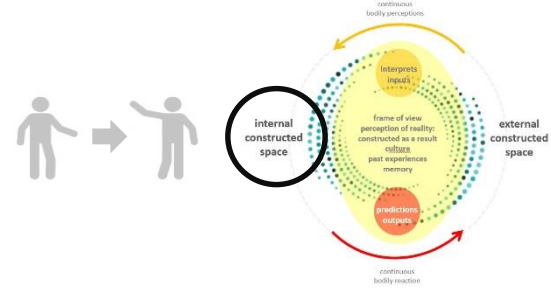 continuous
bodily perceptions
interprets
inputs
internal
constructed
space
frame of view
perception of reality:
constructed as a result
culture
past experiences
memory
external
constructed
space
predictions
outputs
continuous
bodily reaction